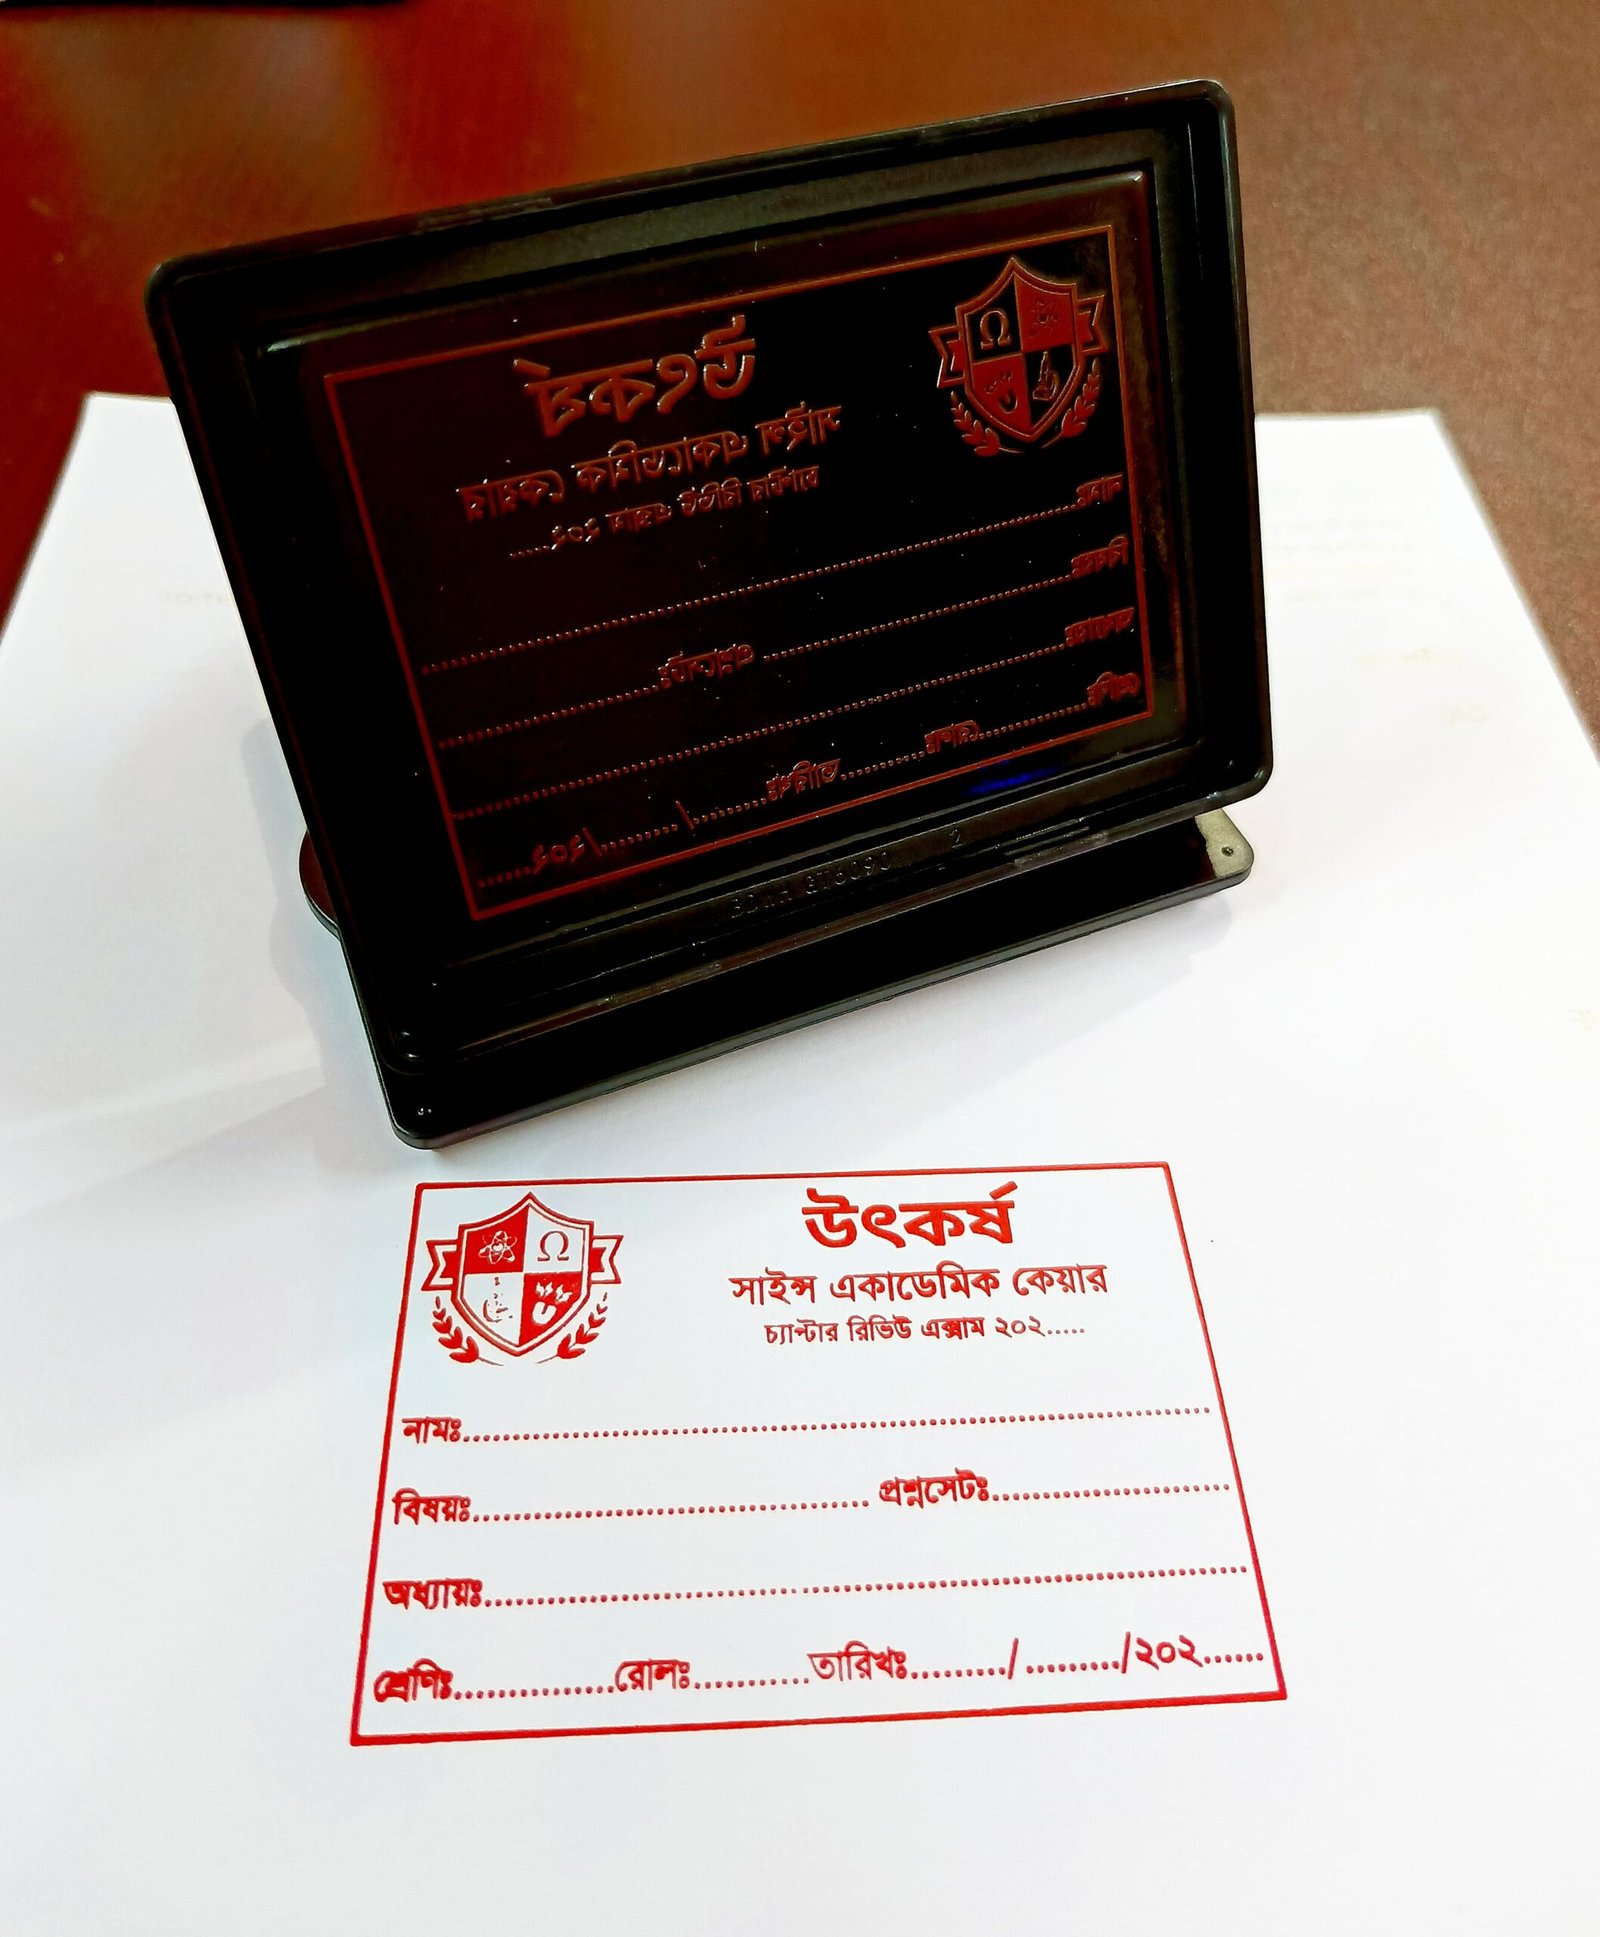 উৎকর্ষ
সাইন্স একাডেমিক কেয়ার
চ্যাপ্টার রিভিউ এক্সাম ২০২.....
নামঃ..........................................................................
বিষয়ঃ........................................ প্রশ্নসেটঃ........................
অধ্যায়ঃ........................................................................
শ্রেণিঃ................রোলঃ............তারিখঃ........./ ........./২০২......
Ω